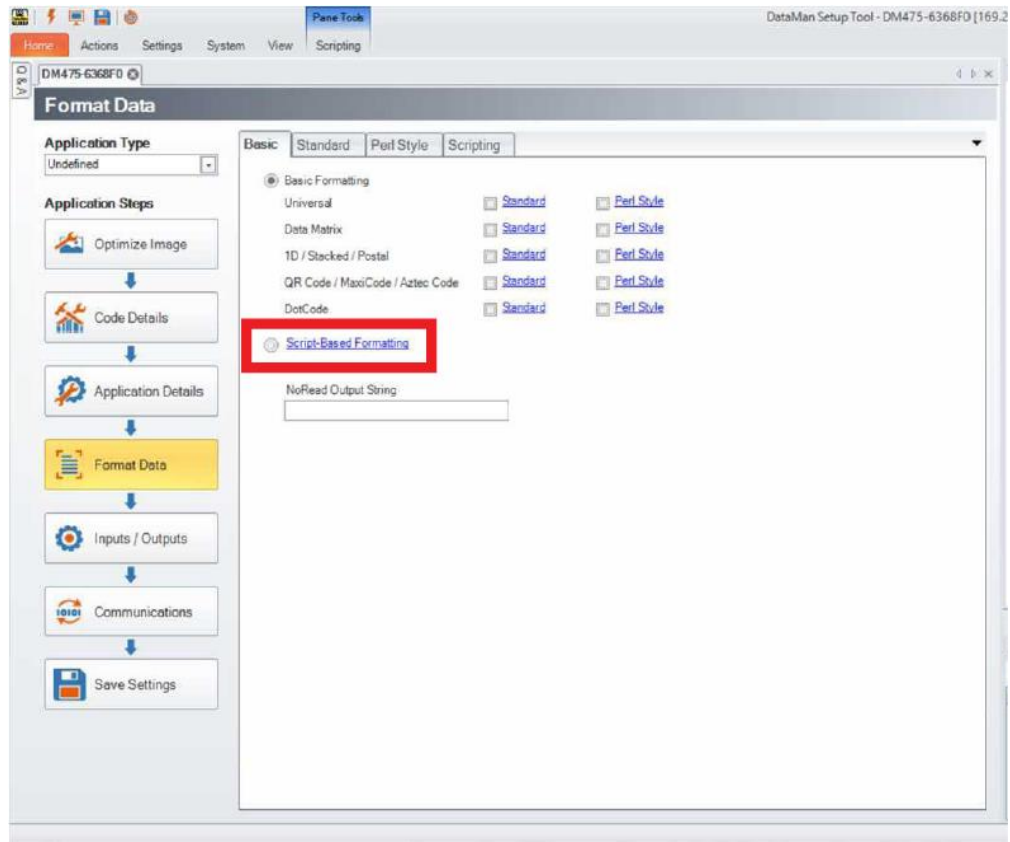 Pane Tools
DataMan Setup Tool - DM475-6368F0 [169.2
Home Actions Settings System View Scripting
Q & A
DM475-6368F0
Format Data
Application Type
Undefined
Application Steps
Optimize Image
Code Details
Application Details
Format Data
Inputs / Outputs
Communications
Save Settings
Basic Standard Perl Style Scripting
Basic Formatting
Universal Standard Perl Style
Data Matrix Standard Perl Style
1D / Stacked / Postal Standard Perl Style
QR Code / MaxiCode / Aztec Code Standard Perl Style
DotCode Standard Perl Style
Script-Based Formatting
NoRead Output String